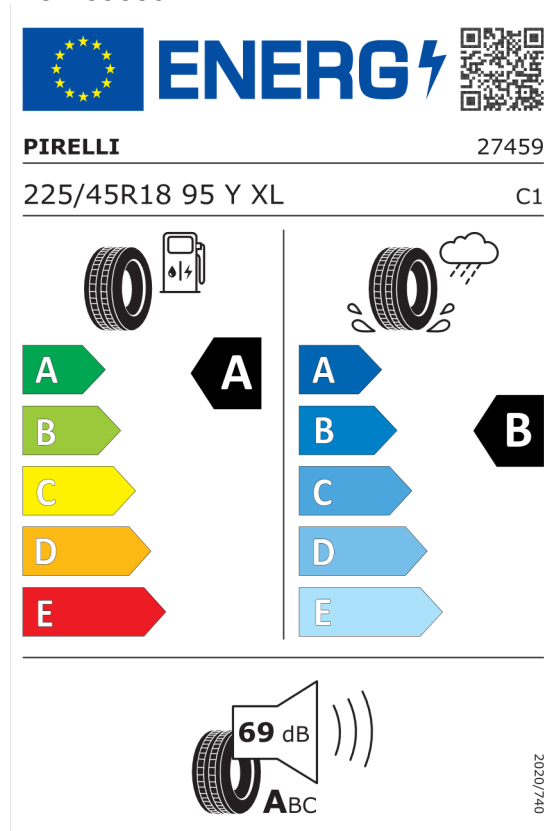 ENERG
PIRELLI 27459
225/45R18 95 Y XL C1
A A
B
C
D
E
A
B B
C
D
E
69 dB
ABC
2020/740